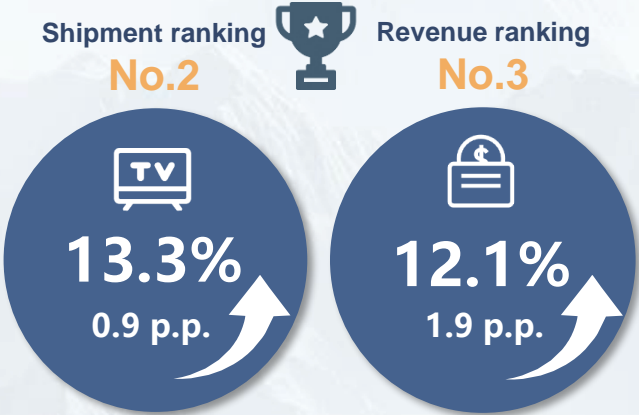 Shipment ranking
No.2
Revenue ranking
No.3
TV
13.3%
0.9 p.p.
¢
12.1%
1.9 p.p.